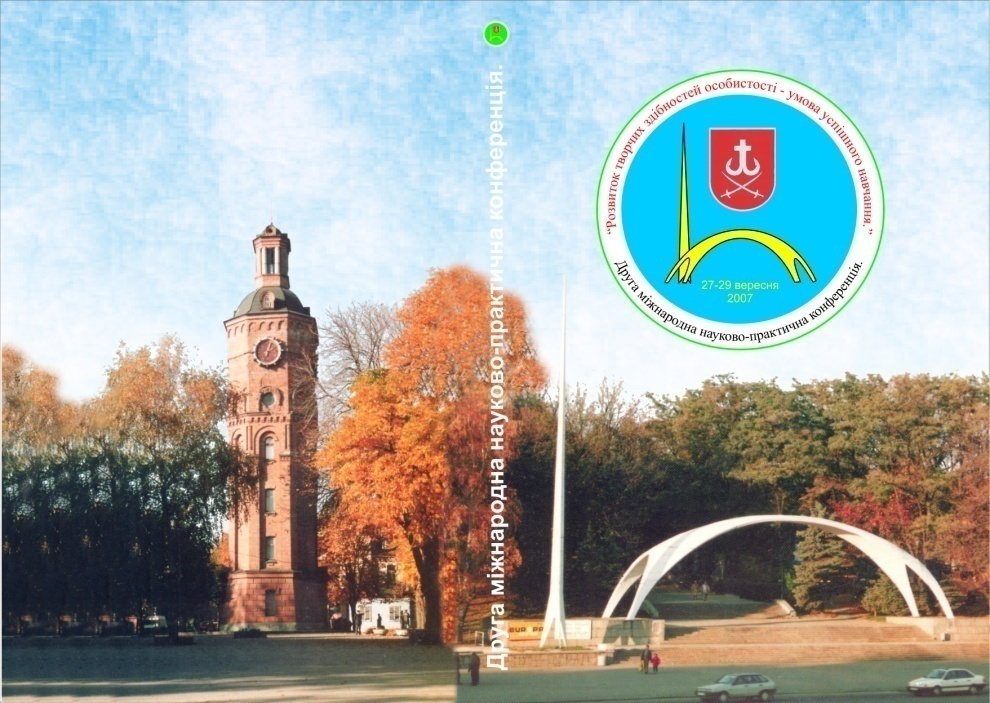 Друга міжнародна науково-практична конференція.
“Розвиток творчих здібностей особистості - умова успішного навчання.”
27-29 вересня
2007
Друга міжнародна науково-практична конференція.